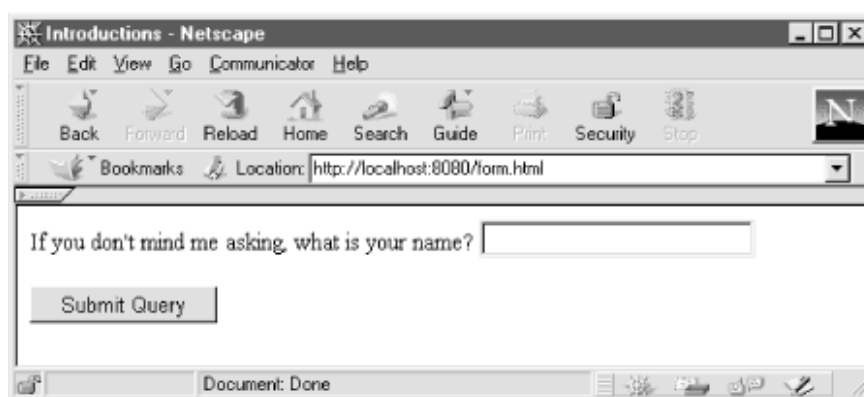 Introductions - Netscape
File Edit View Go Communicator Help
Back Forward Reload Home Search Guide Print Security Stop
N
Bookmarks Location: http://localhost:8080/form.html
If you don't mind me asking, what is your name?
Submit Query
Document: Done